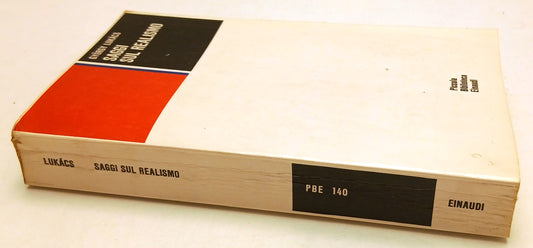 GYÖRGY LUKÁCS
SAGGI
SUL REALISMO
Piccola
Biblioteca
Einaudi
LUKÁCS SAGGI SUL REALISMO PBE 140 EINAUDI